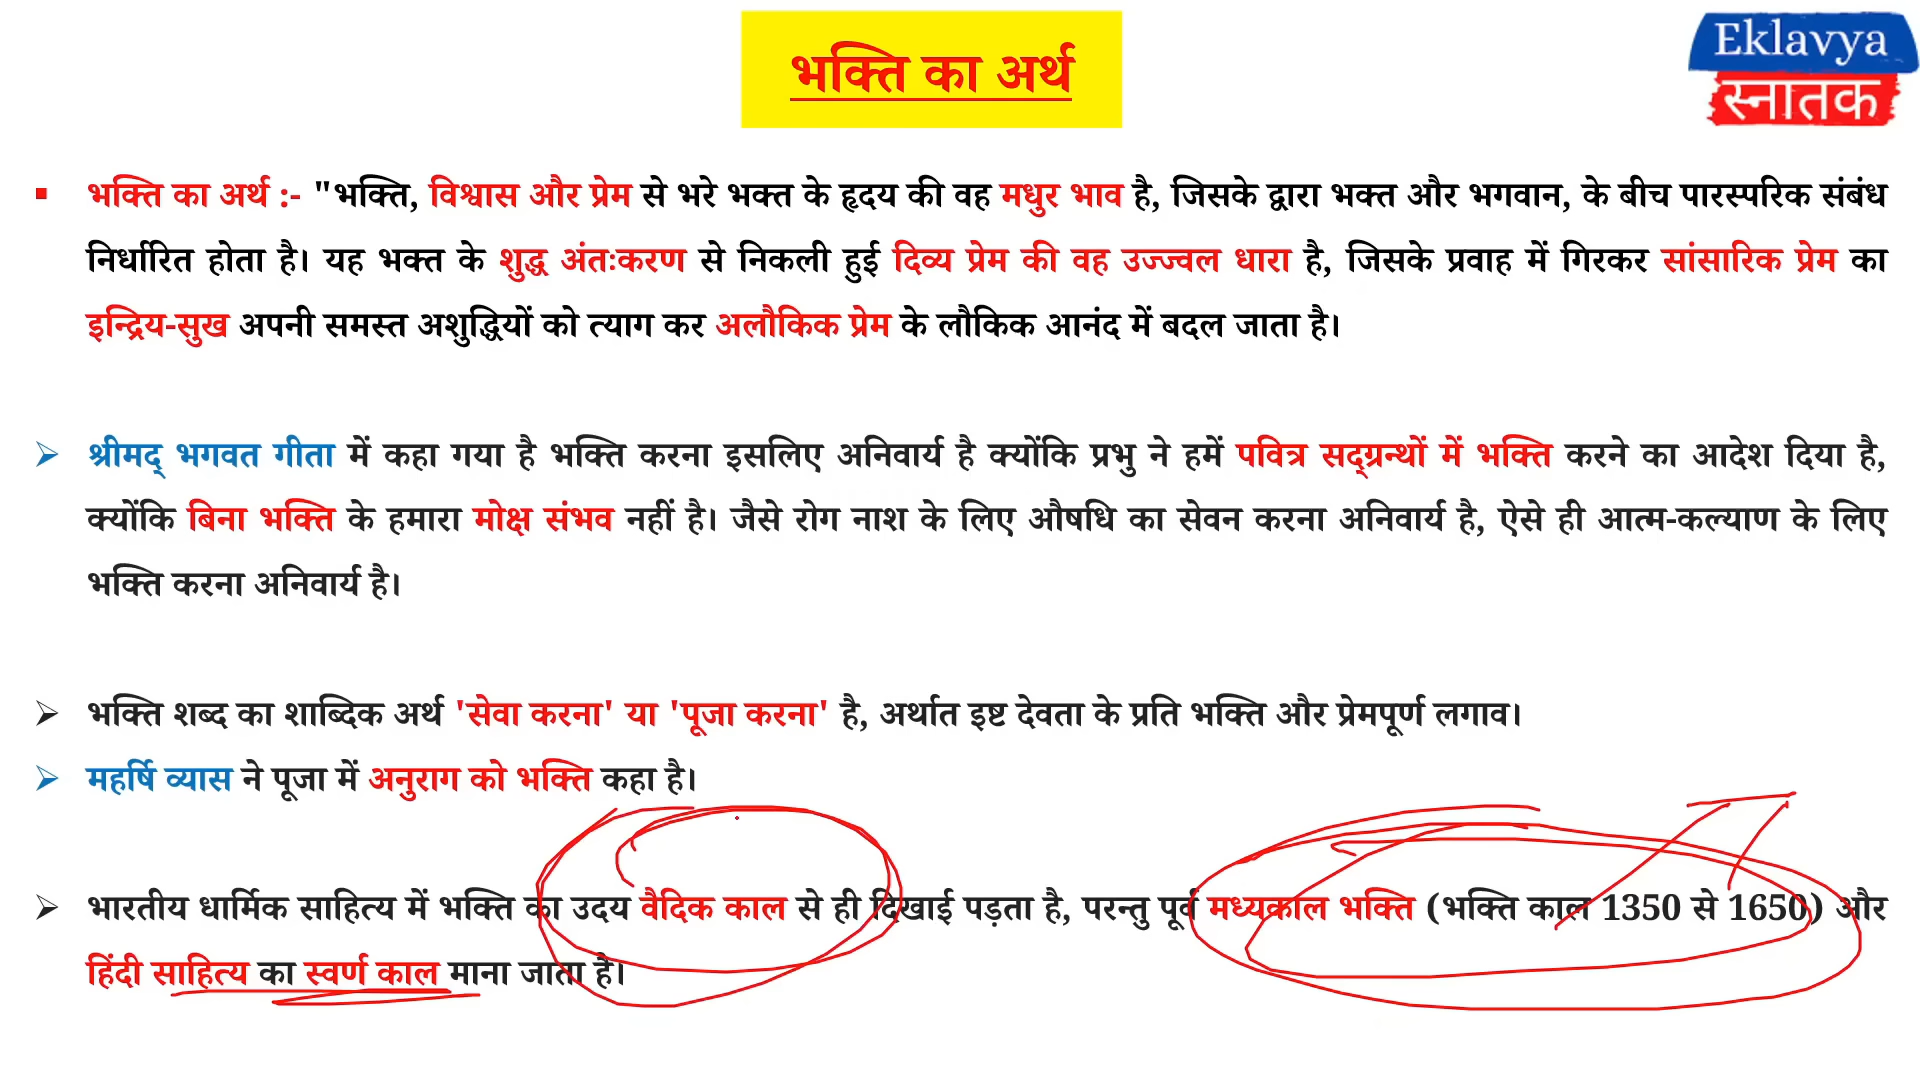 भक्ति का अर्थ
Eklavya
स्नातक
भक्ति का अर्थ :- "भक्ति, विश्वास और प्रेम से भरे भक्त के हृदय की वह मधुर भाव है, जिसके द्वारा भक्त और भगवान, के बीच पारस्परिक संबंध
निर्धारित होता है। यह भक्त के शुद्ध अंतःकरण से निकली हुई दिव्य प्रेम की वह उज्ज्वल धारा है, जिसके प्रवाह में गिरकर सांसारिक प्रेम का
इन्द्रिय-सुख अपनी समस्त अशुद्धियों को त्याग कर अलौकिक प्रेम के लौकिक आनंद में बदल जाता है।
श्रीमद् भगवत गीता में कहा गया है भक्ति करना इसलिए अनिवार्य है क्योंकि प्रभु ने हमें पवित्र सद्ग्रन्थों में भक्ति करने का आदेश दिया है,
क्योंकि बिना भक्ति के हमारा मोक्ष संभव नहीं है। जैसे रोग नाश के लिए औषधि का सेवन करना अनिवार्य है, ऐसे ही आत्म-कल्याण के लिए
भक्ति करना अनिवार्य है।
भक्ति शब्द का शाब्दिक अर्थ 'सेवा करना' या 'पूजा करना' है, अर्थात इष्ट देवता के प्रति भक्ति और प्रेमपूर्ण लगाव।
महर्षि व्यास ने पूजा में अनुराग को भक्ति कहा है।
भारतीय धार्मिक साहित्य में भक्ति का उदय वैदिक काल से ही दिखाई पड़ता है, परन्तु पूर्व मध्यकाल भक्ति (भक्ति काल 1350 से 1650) और
हिंदी साहित्य का स्वर्ण काल माना जाता है।